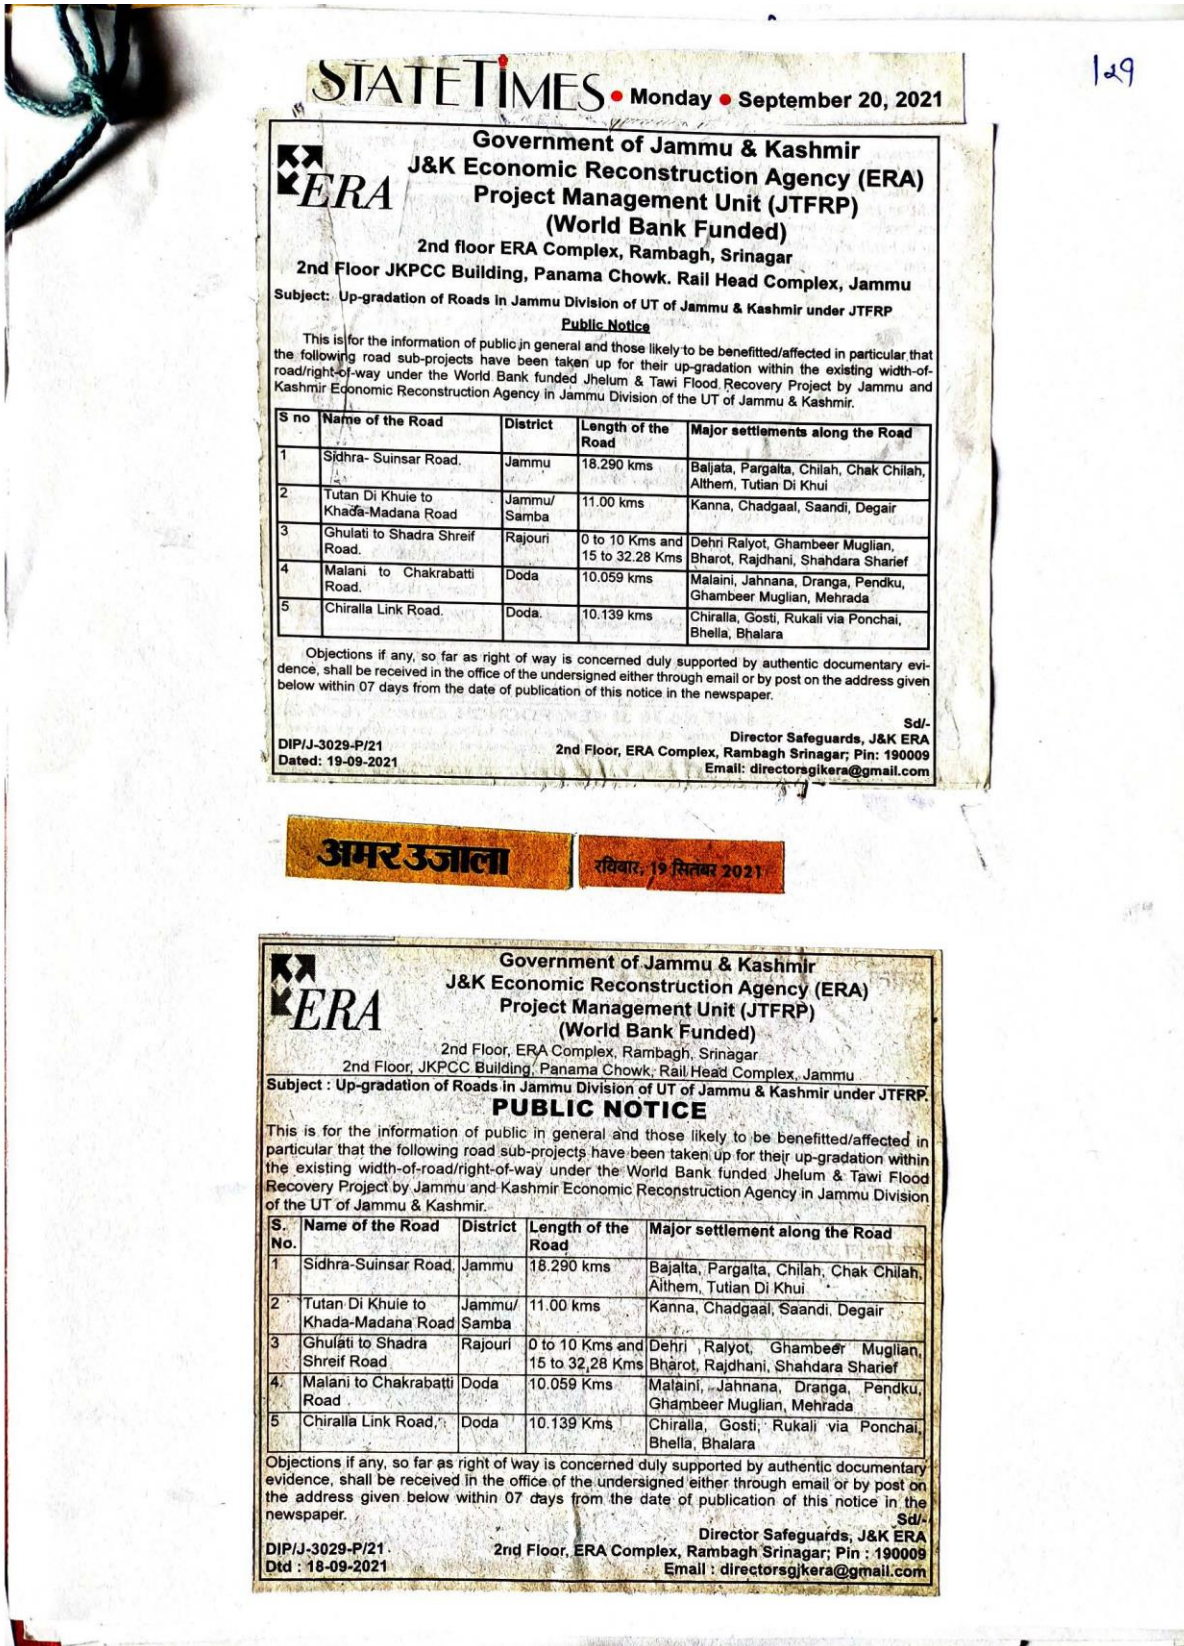 129
STATE TIMES • Monday • September 20, 2021
ERA
Government of Jammu & Kashmir
J&K Economic Reconstruction Agency (ERA)
Project Management Unit (JTFRP)
(World Bank Funded)
2nd floor ERA Complex, Rambagh, Srinagar
2nd Floor JKPCC Building, Panama Chowk. Rail Head Complex, Jammu
Subject: Up-gradation of Roads in Jammu Division of UT of Jammu & Kashmir under JTFRP
Public Notice
This is for the information of public in general and those likely to be benefitted/affected in particular that
the following road sub-projects have been taken up for their up-gradation within the existing width-of-
road/right-of-way under the World Bank funded Jhelum & Tawi Flood Recovery Project by Jammu and
Kashmir Economic Reconstruction Agency in Jammu Division of the UT of Jammu & Kashmir.
S no Name of the Road District Length of the Major settlements along the Road
Road
1 Sidhra- Suinsar Road. Jammu 18.290 kms Baljata, Pargalta, Chilah, Chak Chilah,
Althem, Tutian Di Khui
2 Tutan Di Khuie to Jammu/ 11.00 kms Kanna, Chadgaal, Saandi, Degair
Khada-Madana Road Samba
3 Ghulati to Shadra Shreif Rajouri 0 to 10 Kms and Dehri Ralyot, Ghambeer Muglian,
Road. 15 to 32.28 Kms Bharot, Rajdhani, Shahdara Sharief
4 Malani to Chakrabatti Doda 10.059 kms Malaini, Jahnana, Dranga, Pendku,
Road. Ghambeer Muglian, Mehrada
5 Chiralla Link Road. Doda. 10.139 kms Chiralla, Gosti, Rukali via Ponchai,
Bhella, Bhalara
Objections if any, so far as right of way is concerned duly supported by authentic documentary evi-
dence, shall be received in the office of the undersigned either through email or by post on the address given
below within 07 days from the date of publication of this notice in the newspaper.
Sd/-
Director Safeguards, J&K ERA
DIP/J-3029-P/21 2nd Floor, ERA Complex, Rambagh Srinagar; Pin: 190009
Dated: 19-09-2021 Email: directorsgikera@gmail.com
अमर उजाला रविवार, 19 सितंबर 2021
ERA
Government of Jammu & Kashmir
J&K Economic Reconstruction Agency (ERA)
Project Management Unit (JTFRP)
(World Bank Funded)
2nd Floor, ERA Complex, Rambagh, Srinagar
2nd Floor, JKPCC Building, Panama Chowk, Rail Head Complex, Jammu
Subject : Up-gradation of Roads in Jammu Division of UT of Jammu & Kashmir under JTFRP.
PUBLIC NOTICE
This is for the information of public in general and those likely to be benefitted/affected in
particular that the following road sub-projects have been taken up for their up-gradation within
the existing width-of-road/right-of-way under the World Bank funded Jhelum & Tawi Flood
Recovery Project by Jammu and Kashmir Economic Reconstruction Agency in Jammu Division
of the UT of Jammu & Kashmir.
S. Name of the Road District Length of the Major settlement along the Road
No. Road
1 Sidhra-Suinsar Road. Jammu 18.290 kms Bajalta, Pargalta, Chilah, Chak Chilah,
Aithem, Tutian Di Khui
2 Tutan Di Khuie to Jammu/ 11.00 kms Kanna, Chadgaal, Saandi, Degair
Khada-Madana Road Samba
3 Ghulati to Shadra Rajouri 0 to 10 Kms and Dehri Ralyot, Ghambeer Muglian,
Shreif Road 15 to 32,28 Kms Bharot, Rajdhani, Shahdara Sharief
4. Malani to Chakrabatti Doda 10.059 Kms Malaini, Jahnana, Dranga, Pendku,
Road Ghambeer Muglian, Mehrada
5 Chiralla Link Road, Doda 10.139 Kms Chiralla, Gosti, Rukali via Ponchai,
Bhella, Bhalara
Objections if any, so far as right of way is concerned duly supported by authentic documentary
evidence, shall be received in the office of the undersigned either through email or by post on
the address given below within 07 days from the date of publication of this notice in the
newspaper. Sd/-
Director Safeguards, J&K ERA
DIP/J-3029-P/21 2nd Floor, ERA Complex, Rambagh Srinagar; Pin : 190009
Dtd : 18-09-2021 Email : directorsgjkera@gmail.com